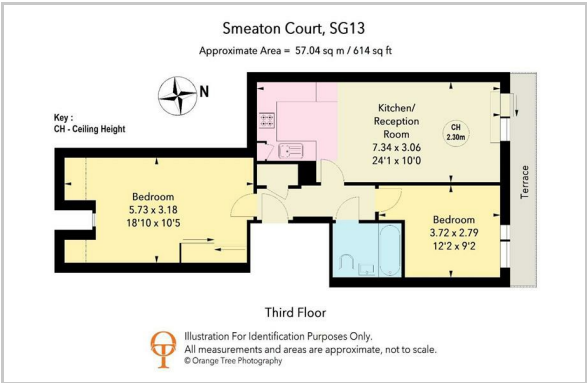 Smeaton Court, SG13
Approximate Area = 57.04 sq m / 614 sq ft
N
Key :
CH - Ceiling Height
Kitchen/
Reception
Room
7.34 x 3.06
24'1 x 10'0
CH
2.30m
Terrace
Bedroom
5.73 x 3.18
18'10 x 10'5
Bedroom
3.72 x 2.79
12'2 x 9'2
Third Floor
Illustration For Identification Purposes Only.
All measurements and areas are approximate, not to scale.
© Orange Tree Photography